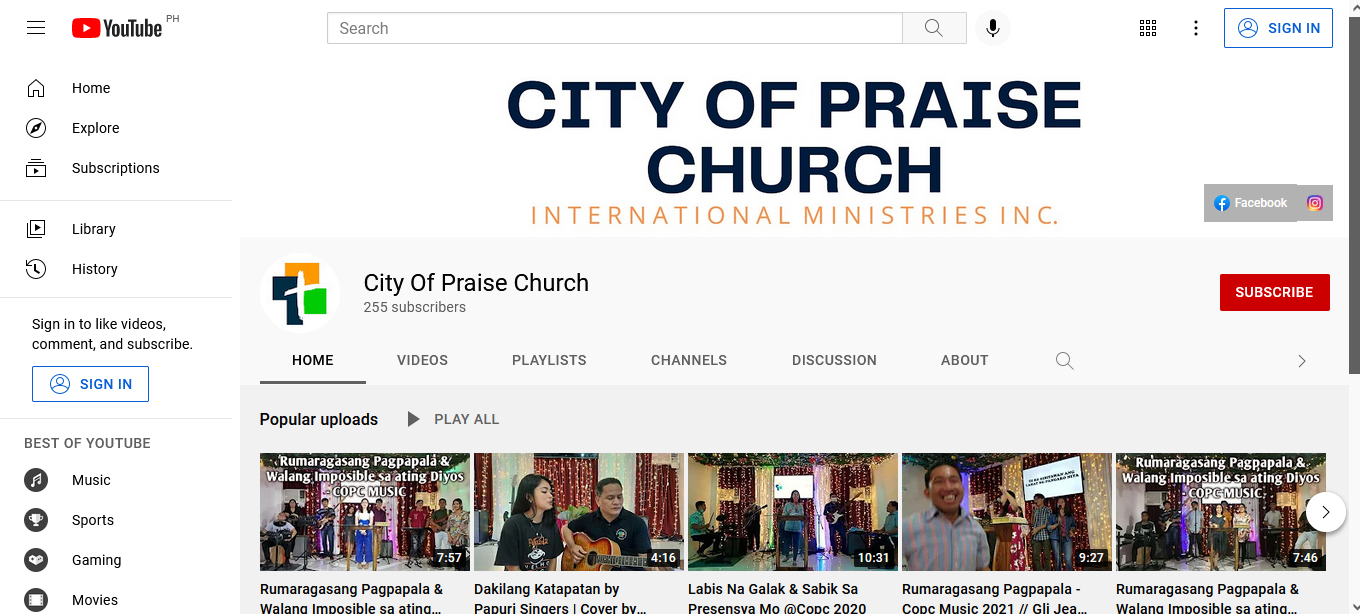 YouTube PH
Search
SIGN IN
Home
Explore
Subscriptions
Library
History
Sign in to like videos,
comment, and subscribe.
SIGN IN
BEST OF YOUTUBE
Music
Sports
Gaming
Movies
CITY OF PRAISE
CHURCH
INTERNATIONAL MINISTRIES INC.
Facebook
City Of Praise Church
255 subscribers
SUBSCRIBE
HOME VIDEOS PLAYLISTS CHANNELS DISCUSSION ABOUT
Popular uploads PLAY ALL
Rumaragasang Pagpapala &
Walang Imposible sa ating Diyos
- COPC MUSIC
7:57
Rumaragasang Pagpapala &
Walang Imposible sa ating...
4:16
Dakilang Katapatan by
Papuri Singers | Cover by...
10:31
Labis Na Galak & Sabik Sa
Presensya Mo @Copc 2020
9:27
Rumaragasang Pagpapala -
Copc Music 2021 // Gli Jea...
Rumaragasang Pagpapala &
Walang Imposible sa ating Diyos
- COPC MUSIC
7:46
Rumaragasang Pagpapala &
Walang Imposible sa ating...